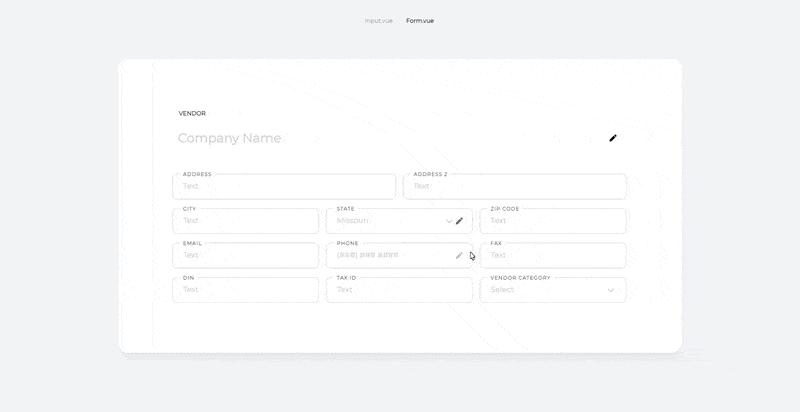 Input.vue Form.vue
VENDOR
Company Name
ADDRESS ADDRESS 2
Text Text
CITY STATE ZIP CODE
Text Missouri Text
EMAIL PHONE FAX
Text (###) ### #### Text
DIN TAX ID VENDOR CATEGORY
Text Text Select